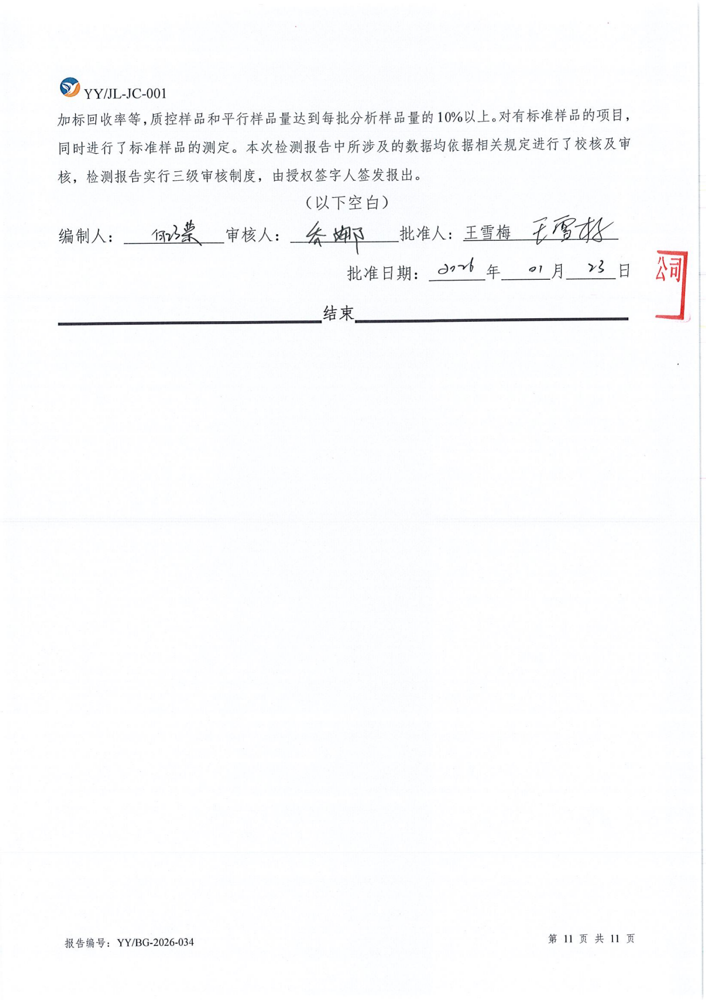 YY/JL-JC-001
加标回收率等，质控样品和平行样品量达到每批分析样品量的10%以上。对有标准样品的项目，
同时进行了标准样品的测定。本次检测报告中所涉及的数据均依据相关规定进行了校核及审
核，检测报告实行三级审核制度，由授权签字人签发报出。
（以下空白）
编制人： 审核人： 乔娜 批准人：王雪梅 王雪梅
批准日期： 2026 年 01 月 23 日
公司
结束
报告编号：YY/BG-2026-034
第 11 页 共 11 页